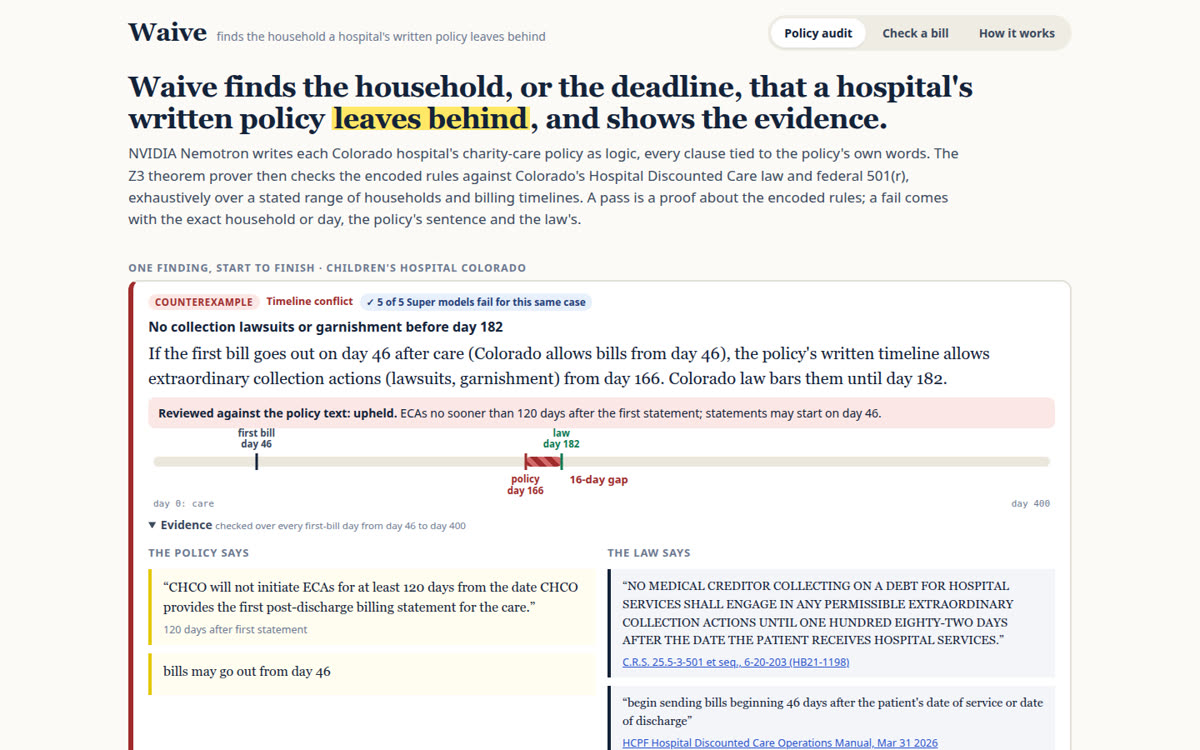 Waive finds the household a hospital's written policy leaves behind
Policy audit Check a bill How it works
Waive finds the household, or the deadline, that a hospital's
written policy leaves behind, and shows the evidence.
NVIDIA Nemotron writes each Colorado hospital's charity-care policy as logic, every clause tied to the policy's own words. The
Z3 theorem prover then checks the encoded rules against Colorado's Hospital Discounted Care law and federal 501(r),
exhaustively over a stated range of households and billing timelines. A pass is a proof about the encoded rules; a fail comes
with the exact household or day, the policy's sentence and the law's.
ONE FINDING, START TO FINISH · CHILDREN'S HOSPITAL COLORADO
COUNTEREXAMPLE Timeline conflict ✓ 5 of 5 Super models fail for this same case
No collection lawsuits or garnishment before day 182
If the first bill goes out on day 46 after care (Colorado allows bills from day 46), the policy's written timeline allows
extraordinary collection actions (lawsuits, garnishment) from day 166. Colorado law bars them until day 182.
Reviewed against the policy text: upheld. ECAs no sooner than 120 days after the first statement; statements may start on day 46.
first bill
day 46
law
day 182
policy
day 166
16-day gap
day 0: care
day 400
▼ Evidence checked over every first-bill day from day 46 to day 400
THE POLICY SAYS
“CHCO will not initiate ECAs for at least 120 days from the date CHCO
provides the first post-discharge billing statement for the care.”
120 days after first statement
bills may go out from day 46
THE LAW SAYS
“NO MEDICAL CREDITOR COLLECTING ON A DEBT FOR HOSPITAL
SERVICES SHALL ENGAGE IN ANY PERMISSIBLE EXTRAORDINARY
COLLECTION ACTIONS UNTIL ONE HUNDRED EIGHTY-TWO DAYS
AFTER THE DATE THE PATIENT RECEIVES HOSPITAL SERVICES.”
C.R.S. 25.5-3-501 et seq., 6-20-203 (HB21-1198)
“begin sending bills beginning 46 days after the patient's date of service or date
of discharge”
HCPF Hospital Discounted Care Operations Manual, Mar 31 2026